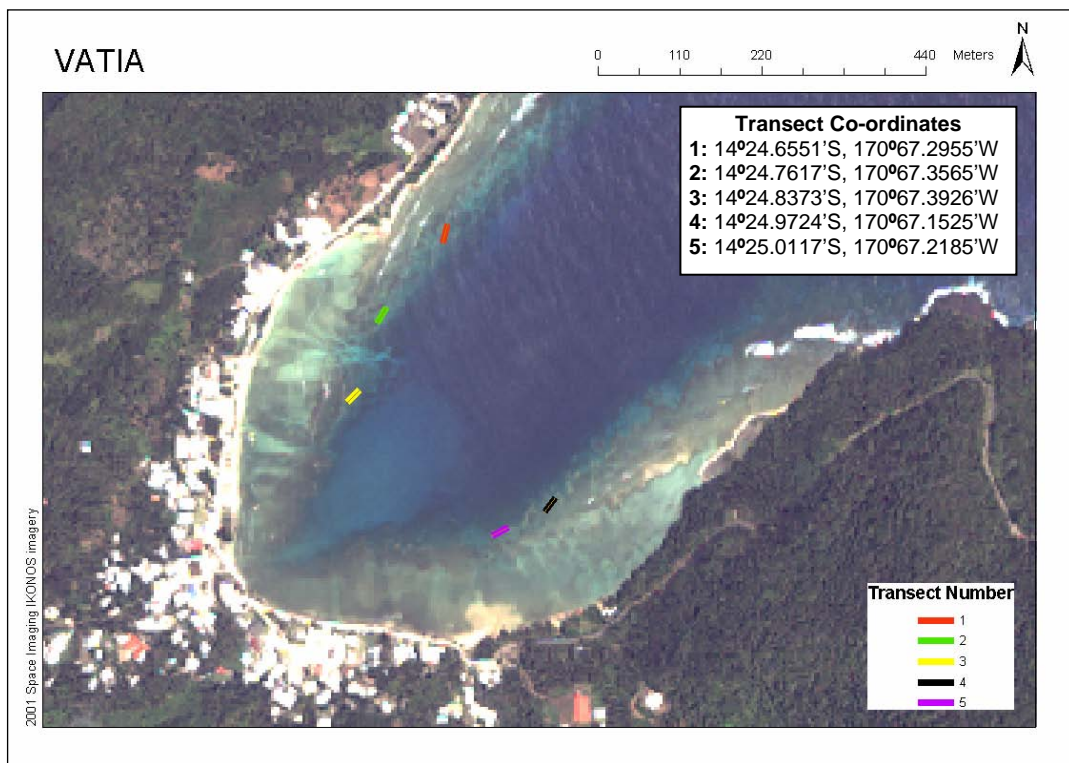 VATIA
0 110 220 440 Meters
N
Transect Co-ordinates
1: 14º24.6551'S, 170º67.2955'W
2: 14º24.7617'S, 170º67.3565'W
3: 14º24.8373'S, 170º67.3926'W
4: 14º24.9724'S, 170º67.1525'W
5: 14º25.0117'S, 170º67.2185'W
2001 Space Imaging IKONOS imagery
Transect Number
1
2
3
4
5